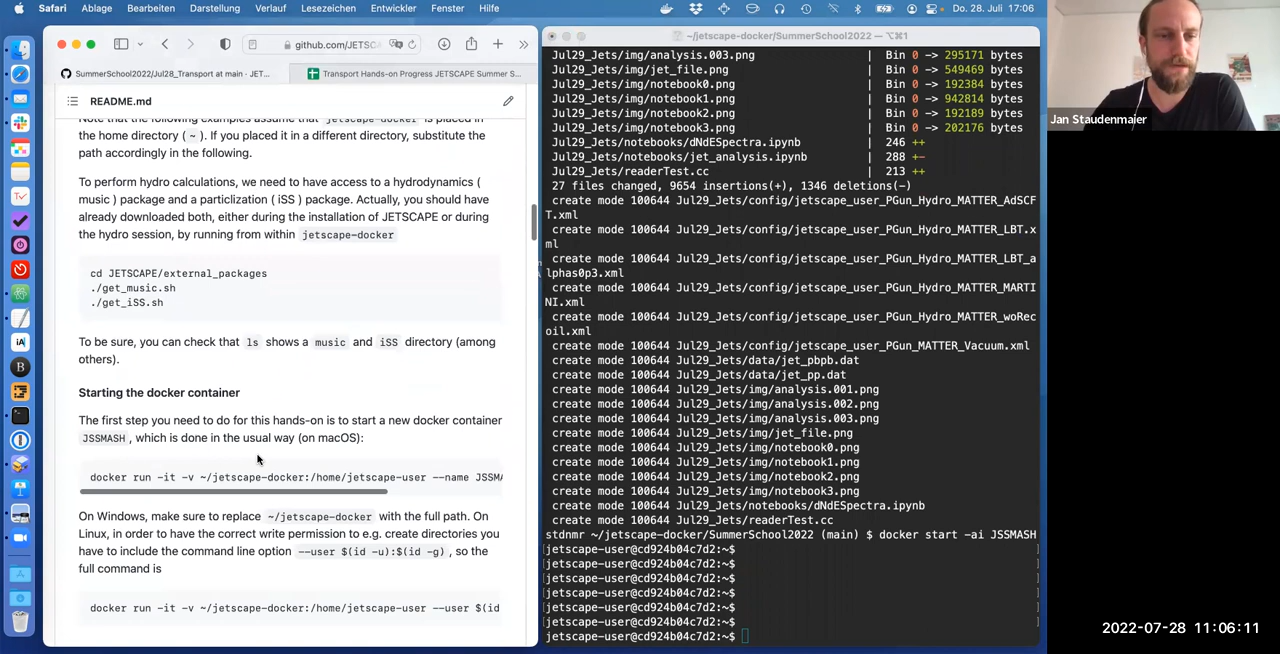 Safari Ablage Bearbeiten Darstellung Verlauf Lesezeichen Entwickler Fenster Hilfe Do. 28. Juli 17:06
github.com/JETSCA
SummerSchool2022/Jul28_Transport at main · JET...
Transport Hands-on Progress JETSCAPE Summer S...
README.md
Note that the following examples assume that jetscape-docker is placed in
the home directory ( ~ ). If you placed it in a different directory, substitute the
path accordingly in the following.
To perform hydro calculations, we need to have access to a hydrodynamics (
music ) package and a particlization ( iSS ) package. Actually, you should have
already downloaded both, either during the installation of JETSCAPE or during
the hydro session, by running from within jetscape-docker
cd JETSCAPE/external_packages
./get_music.sh
./get_iSS.sh
To be sure, you can check that ls shows a music and iSS directory (among
others).
Starting the docker container
The first step you need to do for this hands-on is to start a new docker container
JSSMASH , which is done in the usual way (on macOS):
docker run -it -v ~/jetscape-docker:/home/jetscape-user --name JSSMA
On Windows, make sure to replace ~/jetscape-docker with the full path. On
Linux, in order to have the correct write permission to e.g. create directories you
have to include the command line option --user $(id -u):$(id -g) , so the
full command is
docker run -it -v ~/jetscape-docker:/home/jetscape-user --user $(id
~/jetscape-docker/SummerSchool2022 — ⌥⌘1
Jul29_Jets/img/analysis.003.png | Bin 0 -> 295171 bytes
Jul29_Jets/img/jet_file.png | Bin 0 -> 549469 bytes
Jul29_Jets/img/notebook0.png | Bin 0 -> 192384 bytes
Jul29_Jets/img/notebook1.png | Bin 0 -> 942814 bytes
Jul29_Jets/img/notebook2.png | Bin 0 -> 192189 bytes
Jul29_Jets/img/notebook3.png | Bin 0 -> 202176 bytes
Jul29_Jets/notebooks/dNdESpectra.ipynb | 246 ++
Jul29_Jets/notebooks/jet_analysis.ipynb | 288 +-
Jul29_Jets/readerTest.cc | 213 ++
27 files changed, 9654 insertions(+), 1346 deletions(-)
create mode 100644 Jul29_Jets/config/jetscape_user_PGun_Hydro_MATTER_AdSCF
T.xml
create mode 100644 Jul29_Jets/config/jetscape_user_PGun_Hydro_MATTER_LBT.x
ml
create mode 100644 Jul29_Jets/config/jetscape_user_PGun_Hydro_MATTER_LBT_a
lphas0p3.xml
create mode 100644 Jul29_Jets/config/jetscape_user_PGun_Hydro_MATTER_MARTI
NI.xml
create mode 100644 Jul29_Jets/config/jetscape_user_PGun_Hydro_MATTER_woRec
oil.xml
create mode 100644 Jul29_Jets/config/jetscape_user_PGun_MATTER_Vacuum.xml
create mode 100644 Jul29_Jets/data/jet_pbpb.dat
create mode 100644 Jul29_Jets/data/jet_pp.dat
create mode 100644 Jul29_Jets/img/analysis.001.png
create mode 100644 Jul29_Jets/img/analysis.002.png
create mode 100644 Jul29_Jets/img/analysis.003.png
create mode 100644 Jul29_Jets/img/jet_file.png
create mode 100644 Jul29_Jets/img/notebook0.png
create mode 100644 Jul29_Jets/img/notebook1.png
create mode 100644 Jul29_Jets/img/notebook2.png
create mode 100644 Jul29_Jets/img/notebook3.png
create mode 100644 Jul29_Jets/notebooks/dNdESpectra.ipynb
create mode 100644 Jul29_Jets/readerTest.cc
stdnmr ~/jetscape-docker/SummerSchool2022 (main) $ docker start -ai JSSMASH
[jetscape-user@cd924b04c7d2:~$ ]
[jetscape-user@cd924b04c7d2:~$ ]
[jetscape-user@cd924b04c7d2:~$ ]
[jetscape-user@cd924b04c7d2:~$ ]
[jetscape-user@cd924b04c7d2:~$ ]
[jetscape-user@cd924b04c7d2:~$ ]
jetscape-user@cd924b04c7d2:~$
Jan Staudenmaier
2022-07-28 11:06:11